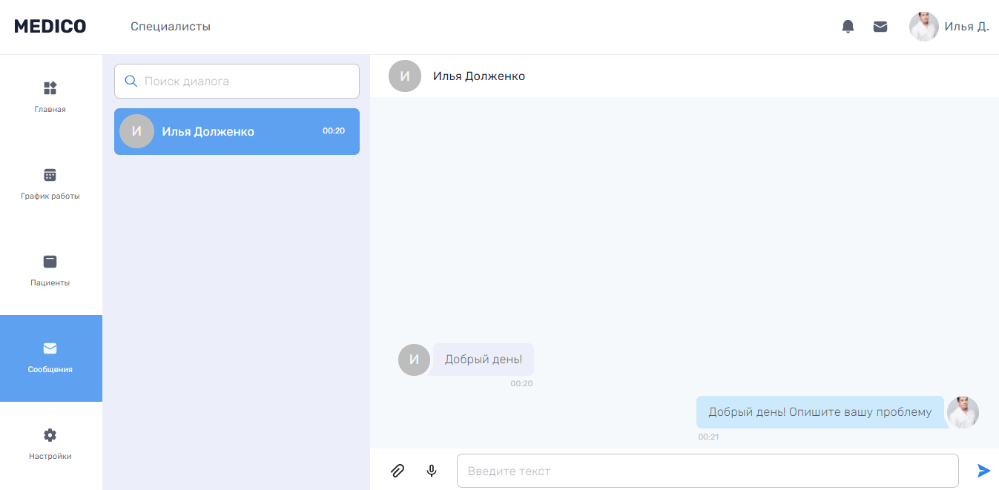 MEDICO
Специалисты
Илья Д.
Главная
График работы
Пациенты
Сообщения
Настройки
Поиск диалога
И
Илья Долженко
00:20
И
Илья Долженко
И
Добрый день!
00:20
Добрый день! Опишите вашу проблему
00:21
Введите текст